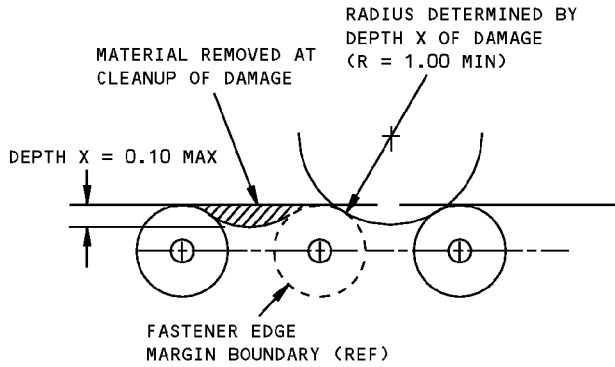 RADIUS DETERMINED BY
DEPTH X OF DAMAGE
(R = 1.00 MIN)
MATERIAL REMOVED AT
CLEANUP OF DAMAGE
DEPTH X = 0.10 MAX
FASTENER EDGE
MARGIN BOUNDARY (REF)